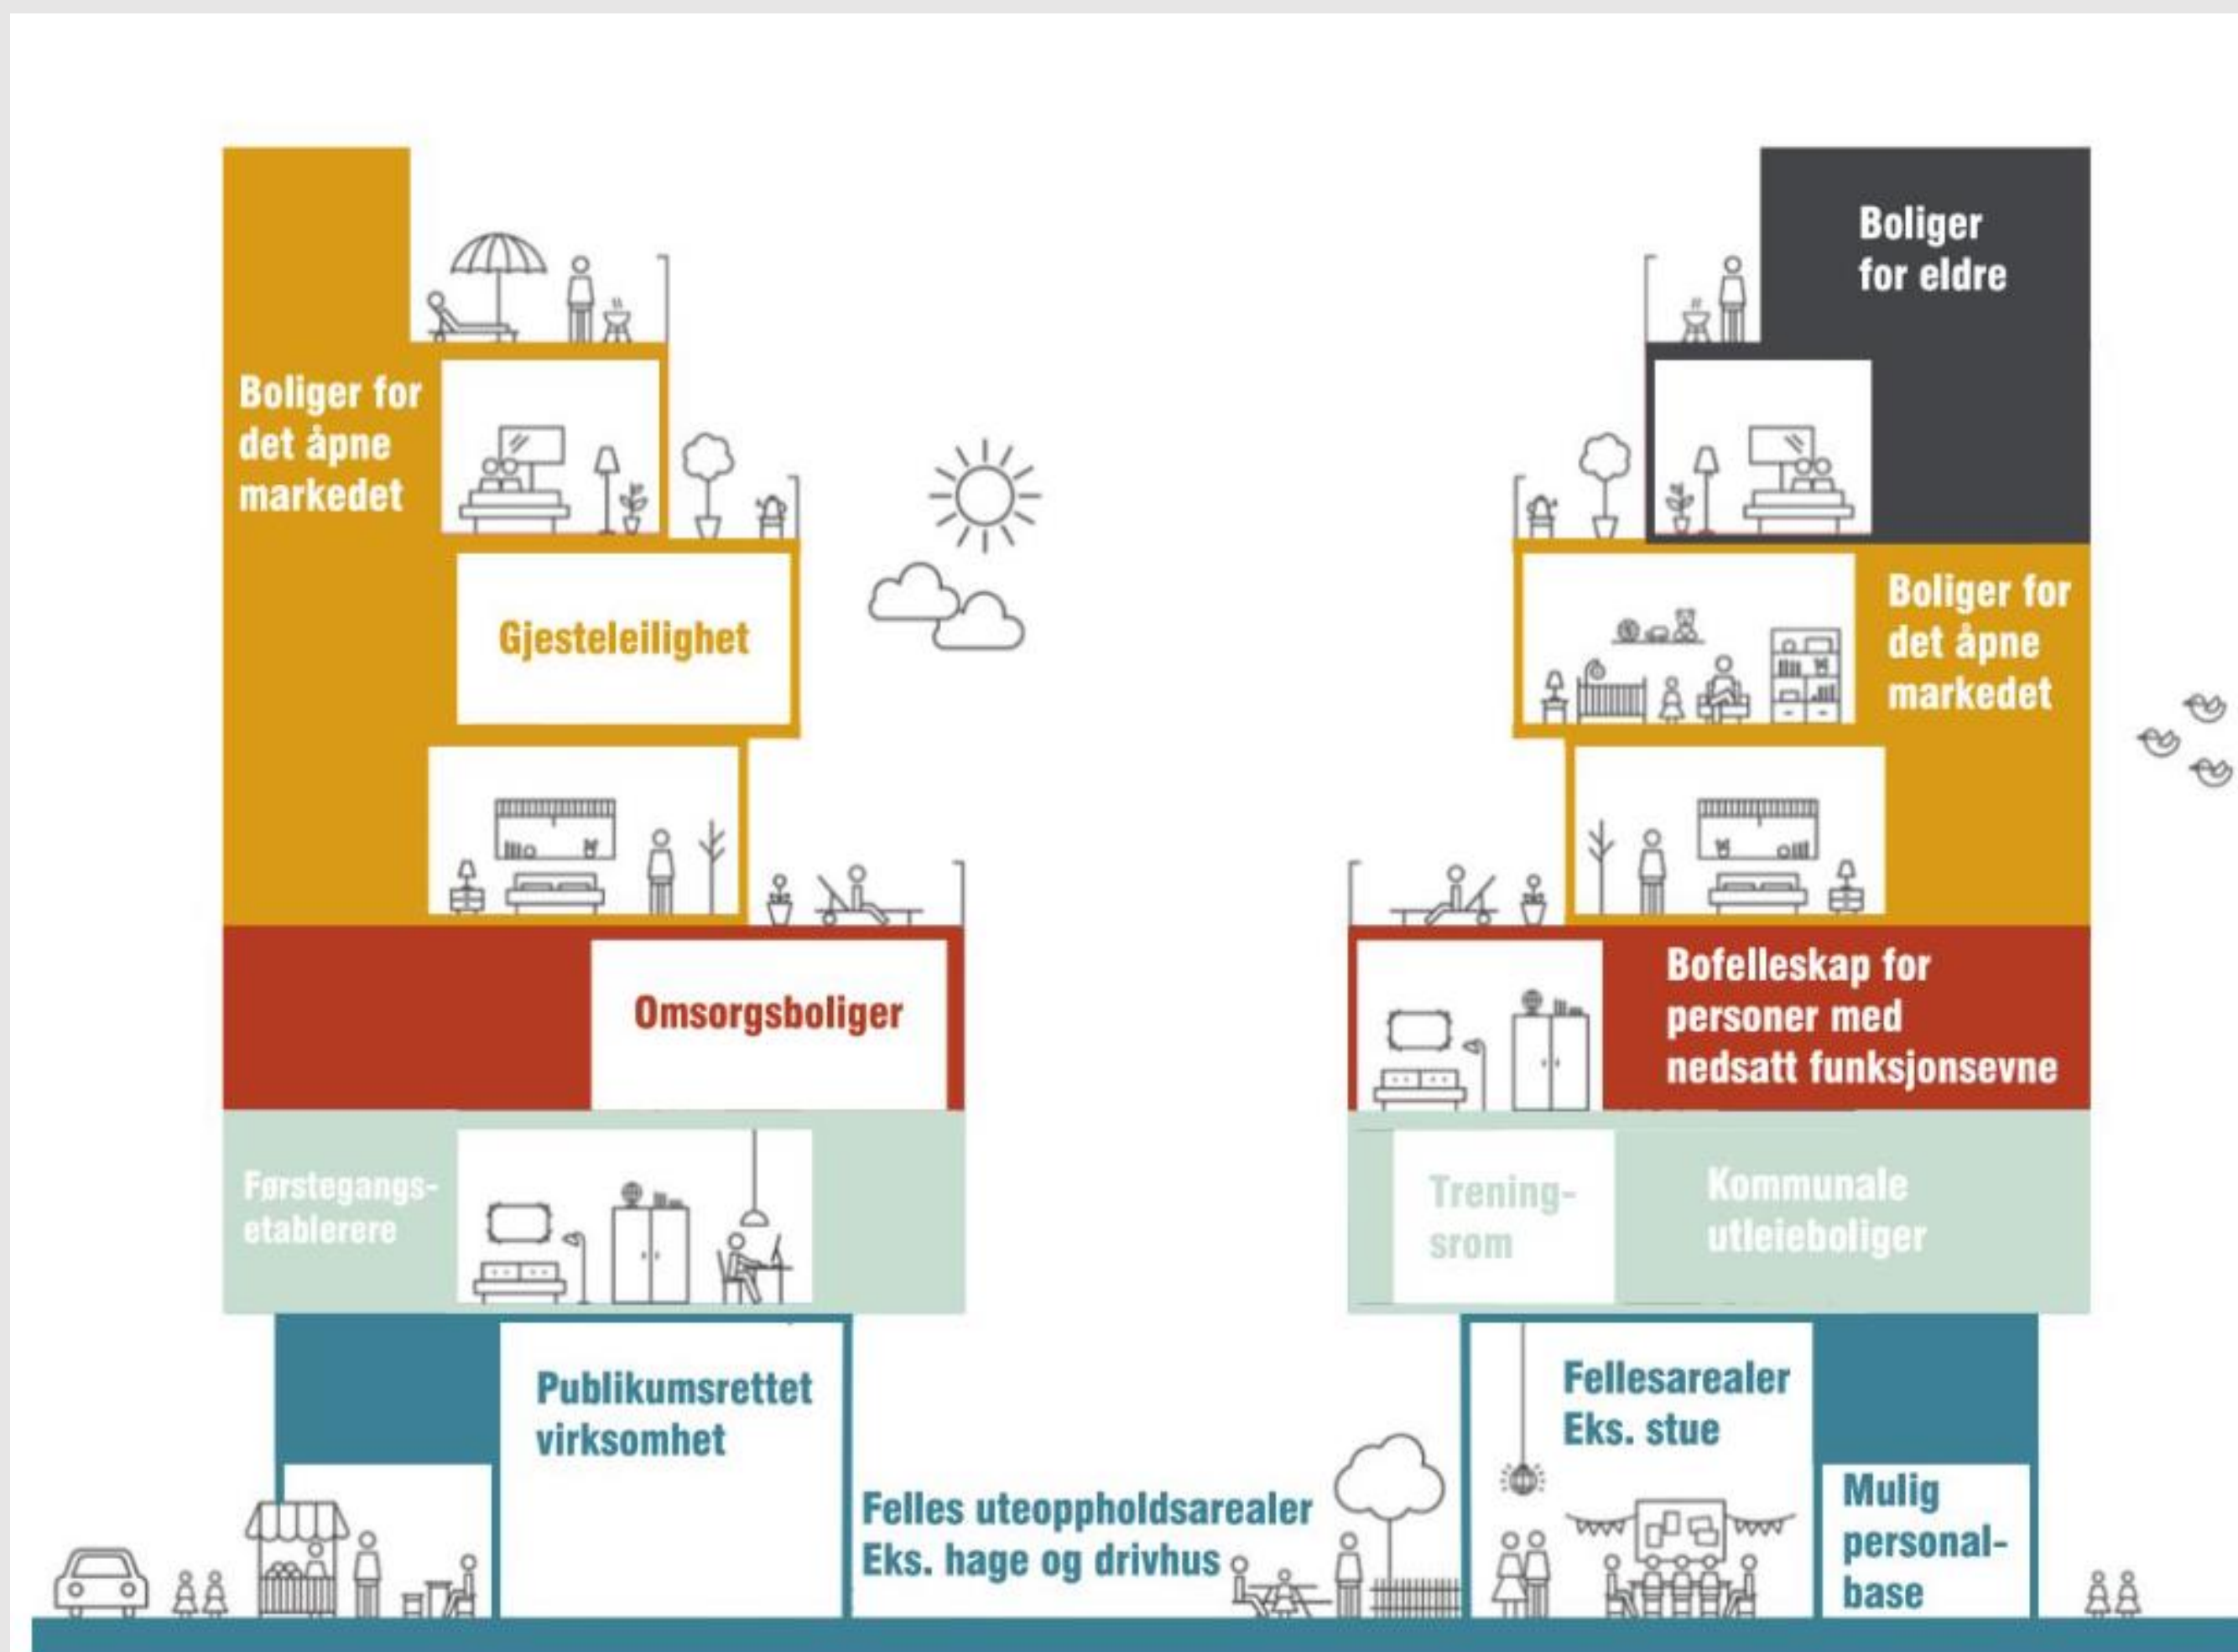 Boliger for
det åpne
markedet
Gjesteleilighet
Omsorgsboliger
Førstegangs-
etablerere
Publikumsrettet
virksomhet
Felles uteoppholdsarealer
Eks. hage og drivhus
Boliger
for eldre
Boliger for
det åpne
markedet
Bofelleskap for
personer med
nedsatt funksjonsevne
Trening-
srom
Kommunale
utleieboliger
Fellesarealer
Eks. stue
Mulig
personal-
base